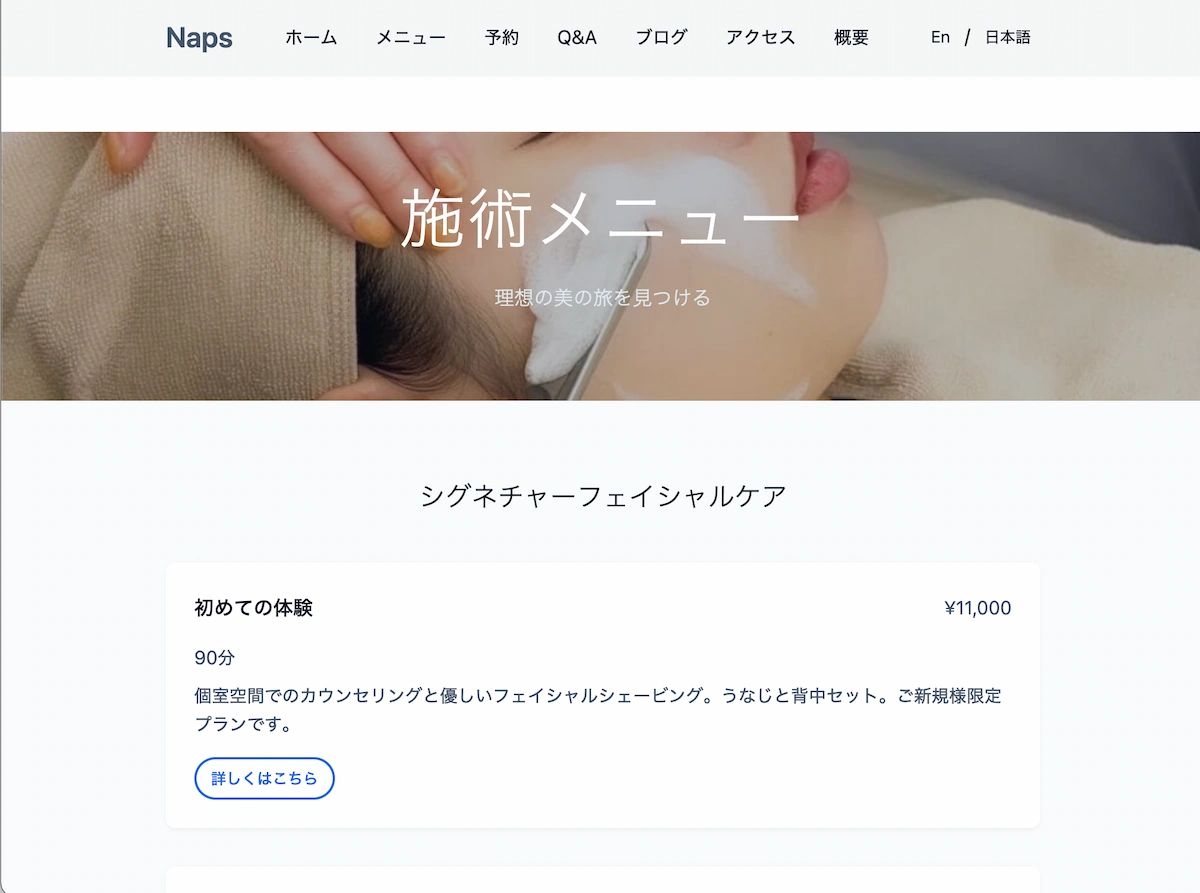 Naps ホーム メニュー 予約 Q&A ブログ アクセス 概要 En / 日本語
施術メニュー
理想の美の旅を見つける
シグネチャーフェイシャルケア
初めての体験 ¥11,000
90分
個室空間でのカウンセリングと優しいフェイシャルシェービング。うなじと背中セット。ご新規様限定
プランです。
詳しくはこちら